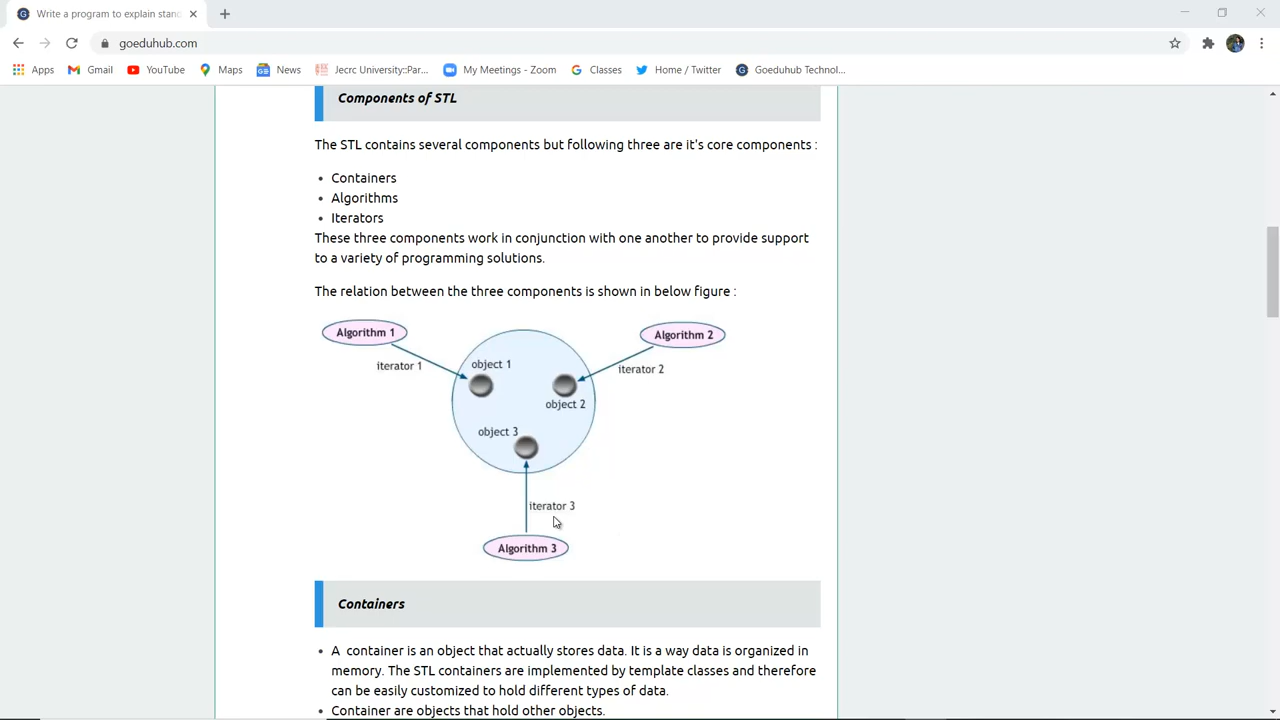 Write a program to explain stand
goeduhub.com
Apps Gmail YouTube Maps News Jecrc University::Par... My Meetings - Zoom Classes Home / Twitter Goeduhub Technol...
Components of STL
The STL contains several components but following three are it's core components :
• Containers
• Algorithms
• Iterators
These three components work in conjunction with one another to provide support
to a variety of programming solutions.
The relation between the three components is shown in below figure :
Algorithm 1
Algorithm 2
iterator 1
object 1
iterator 2
object 2
object 3
iterator 3
Algorithm 3
Containers
• A container is an object that actually stores data. It is a way data is organized in
memory. The STL containers are implemented by template classes and therefore
can be easily customized to hold different types of data.
• Container are objects that hold other objects.